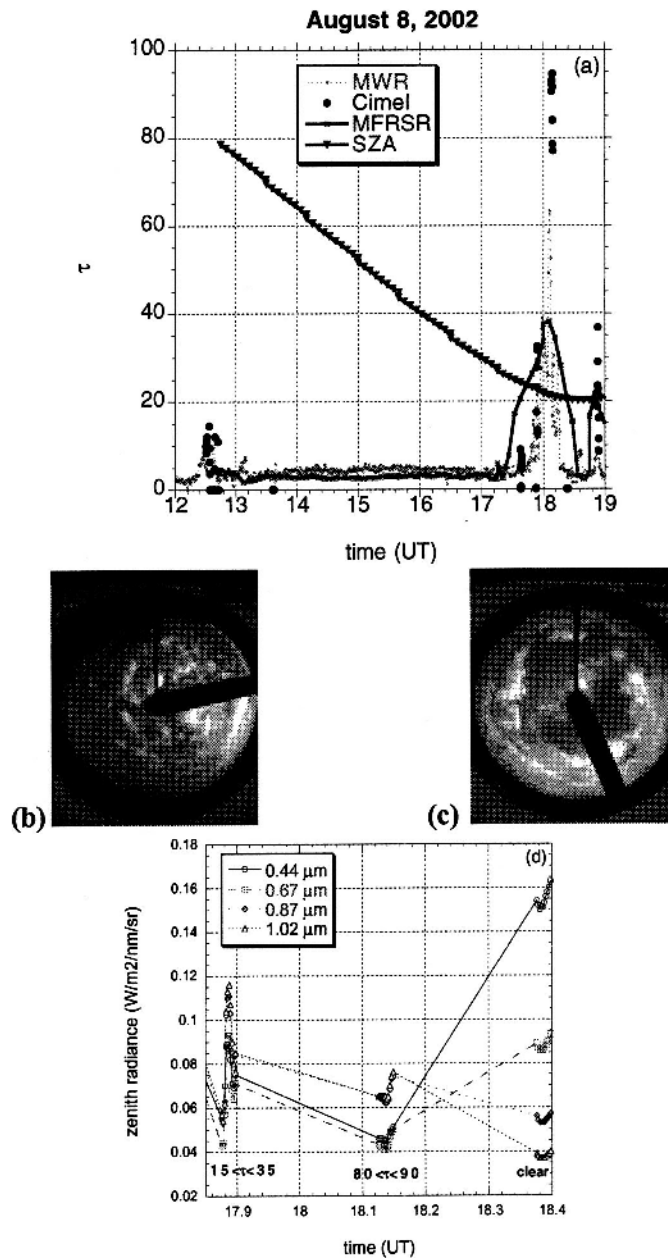 August 8, 2002
(a)
MWR
Cimel
MFRSR
SZA
100
80
60
40
20
0
τ
12 13 14 15 16 17 18 19
time (UT)
(b)
(c)
(d)
0.44 μm
0.67 μm
0.87 μm
1.02 μm
0.18
0.16
0.14
0.12
0.1
0.08
0.06
0.04
0.02
zenith radiance (W/m2/nm/sr)
15<τ<35 80<τ<90 clear
17.9 18 18.1 18.2 18.3 18.4
time (UT)